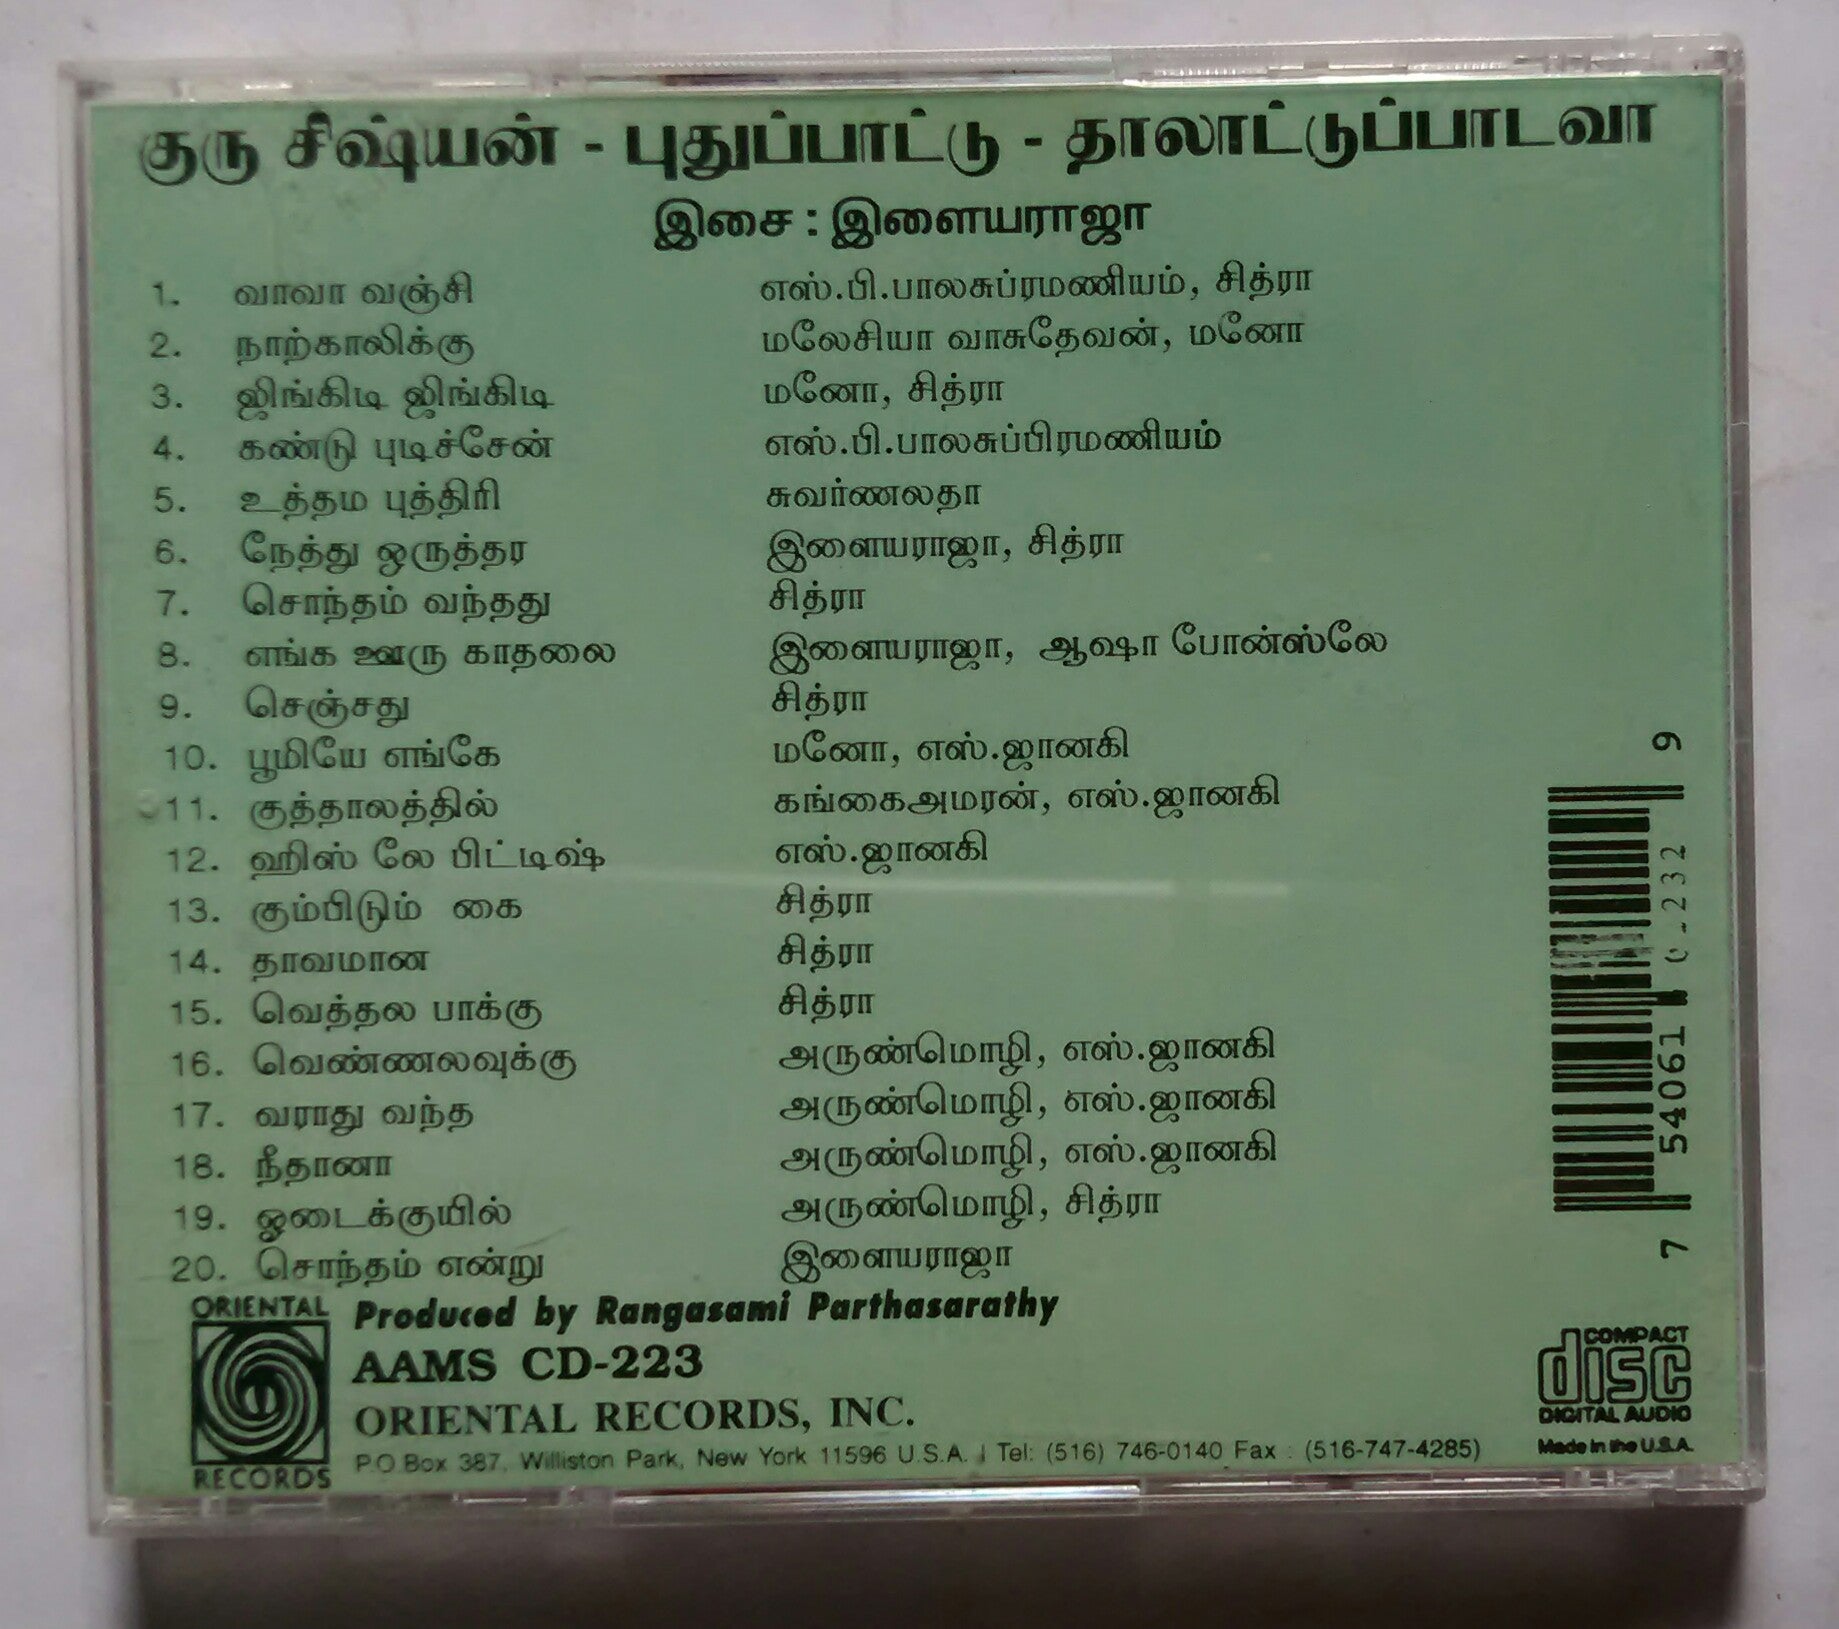 குரு சிஷ்யன் - புதுப்பாட்டு - தாலாட்டுப்பாடவா
இசை : இளையராஜா
1. வாவா வஞ்சி எஸ்.பி.பாலசுப்ரமணியம், சித்ரா
2. நாற்காலிக்கு மலேசியா வாசுதேவன், மனோ
3. ஜிங்கிடி ஜிங்கிடி மனோ, சித்ரா
4. கண்டு புடிச்சேன் எஸ்.பி.பாலசுப்பிரமணியம்
5. உத்தம புத்திரி சுவர்ணலதா
6. நேத்து ஒருத்தர இளையராஜா, சித்ரா
7. சொந்தம் வந்தது சித்ரா
8. எங்க ஊரு காதலை இளையராஜா, ஆஷா போன்ஸ்லே
9. செஞ்சது சித்ரா
10. பூமியே எங்கே மனோ, எஸ்.ஜானகி
11. குத்தாலத்தில் கங்கைஅமரன், எஸ்.ஜானகி
12. ஹிஸ் லே பிட்டிஷ் எஸ்.ஜானகி
13. கும்பிடும் கை சித்ரா
14. தாவமான சித்ரா
15. வெத்தல பாக்கு சித்ரா
16. வெண்ணலவுக்கு அருண்மொழி, எஸ்.ஜானகி
17. வராது வந்த அருண்மொழி, எஸ்.ஜானகி
18. நீதானா அருண்மொழி, எஸ்.ஜானகி
19. ஓடைக்குயில் அருண்மொழி, சித்ரா
20. சொந்தம் என்று இளையராஜா
ORIENTAL
RECORDS
Produced by Rangasami Parthasarathy
AAMS CD-223
ORIENTAL RECORDS, INC.
P.O.Box 387, Williston Park, New York 11596 U.S.A. Tel: (516) 746-0140 Fax : (516-747-4285)
7 54061 0-232 9
COMPACT
disc
DIGITAL AUDIO
Made in the U.S.A.